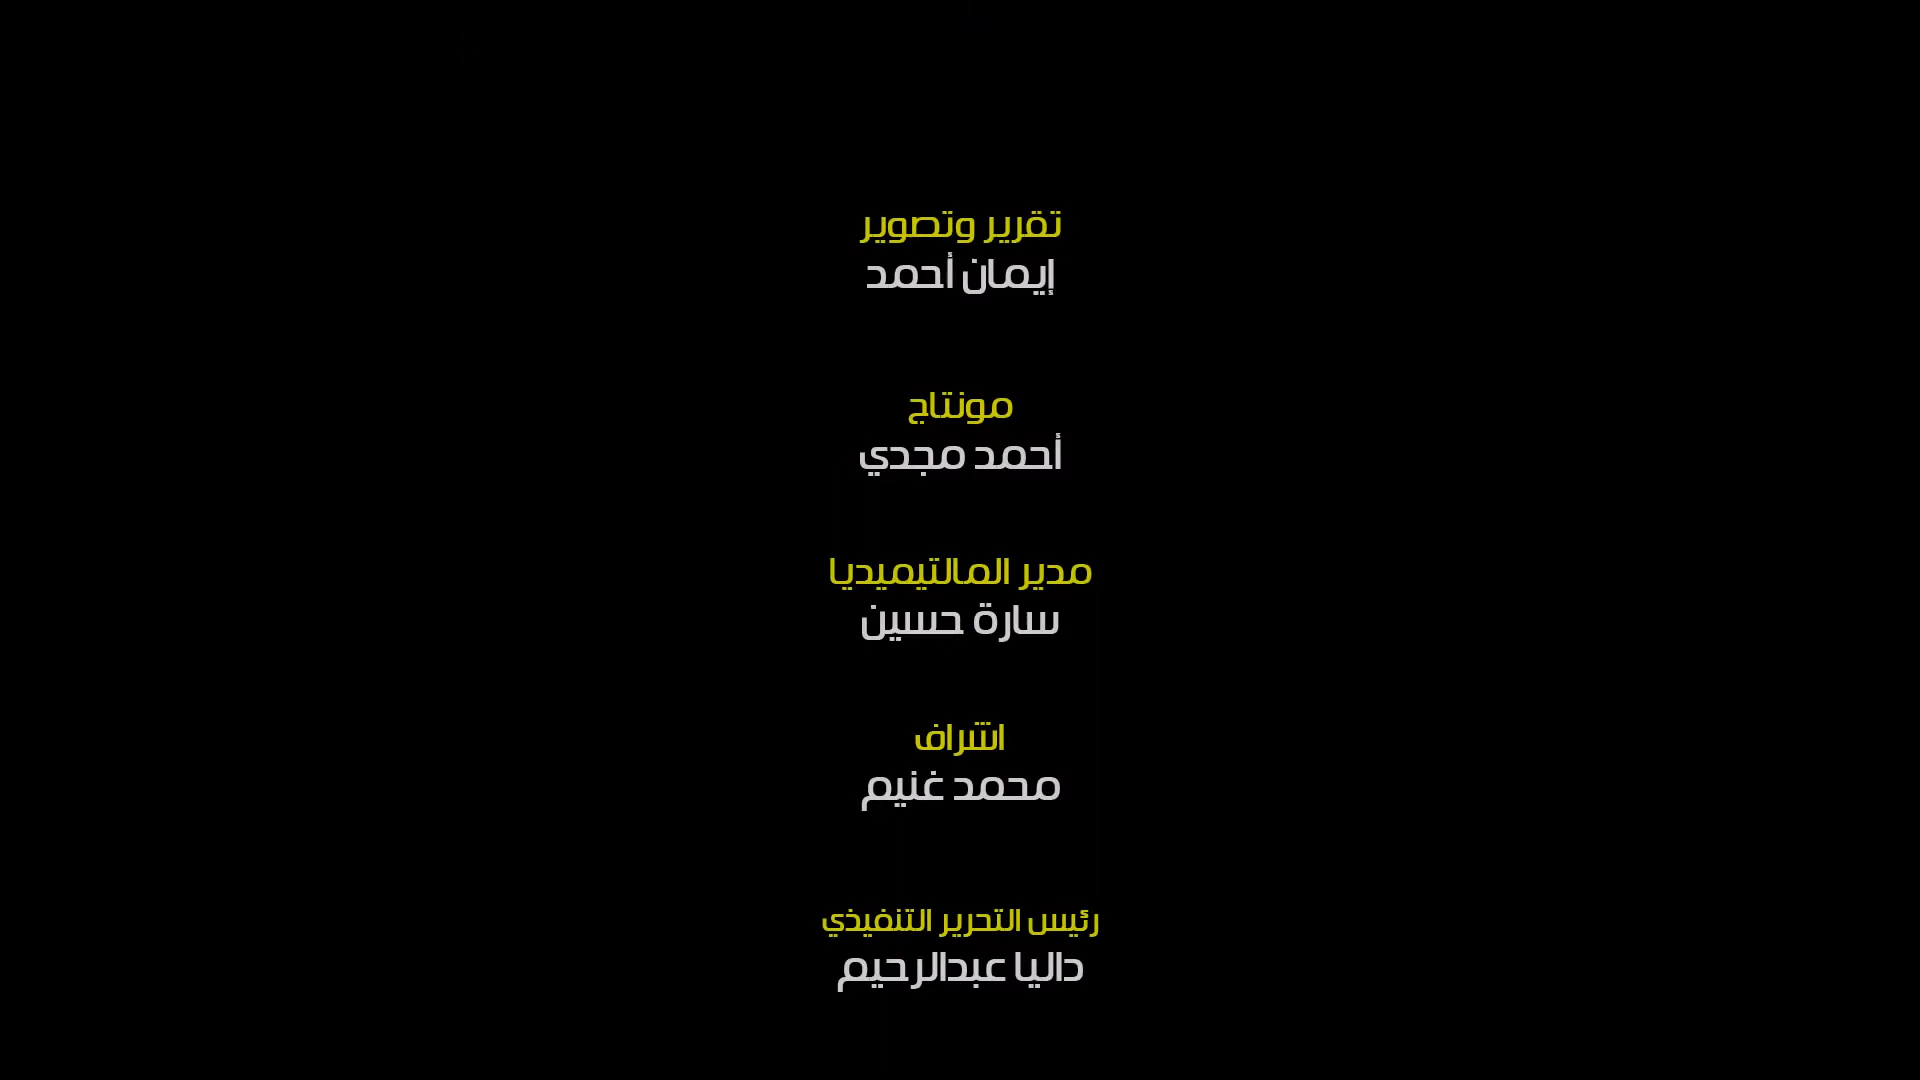 تقرير وتصوير
إيمان أحمد
مونتاج
أحمد مجدي
مدير المالتيميديا
سارة حسين
اشراف
محمد غنيم
رئيس التحرير التنفيذي
داليا عبدالرحيم